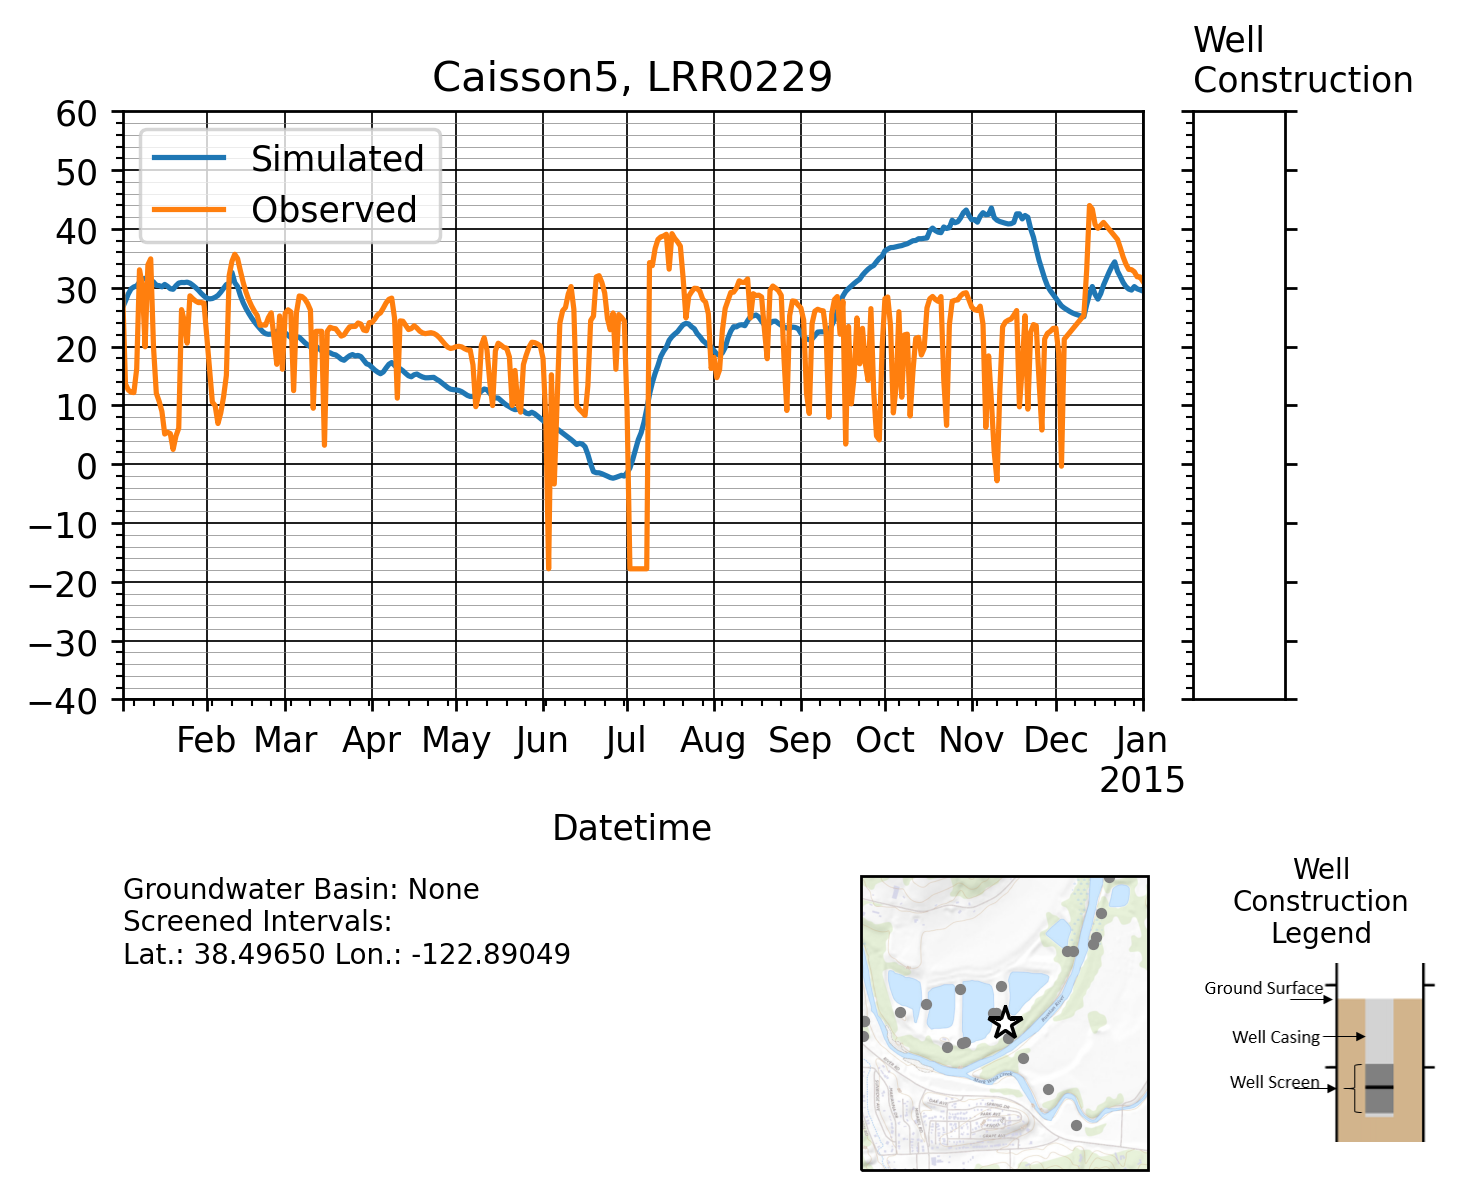 Well
Construction
Caisson5, LRR0229
60
50
40
30
20
10
0
−10
−20
−30
−40
Simulated
Observed
Feb Mar Apr May Jun Jul Aug Sep Oct Nov Dec Jan
2015
Datetime
Groundwater Basin: None
Screened Intervals:
Lat.: 38.49650 Lon.: -122.89049
Well
Construction
Legend
Ground Surface
Well Casing
Well Screen